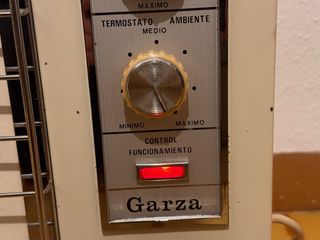 MAXIMO
TERMOSTATO AMBIENTE
MEDIO
MINIMO MAXIMO
CONTROL
FUNCIONAMIENTO
Garza